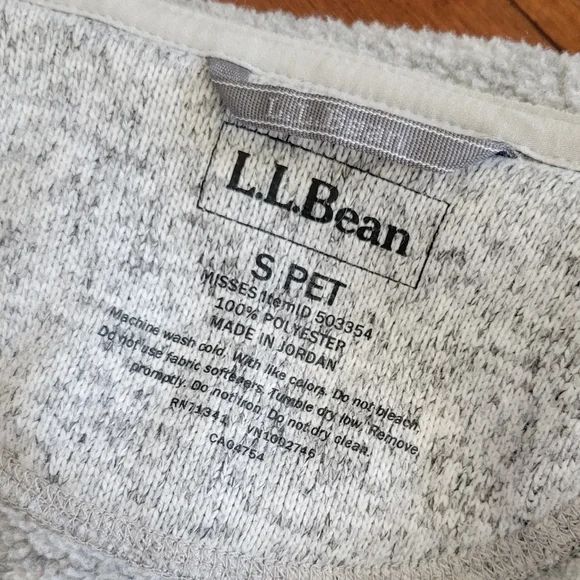 L.L.Bean
L.L.Bean
S PET
MISSES ItemID 503354
100% POLYESTER
MADE IN JORDAN
Machine wash cold. With like colors. Do not bleach.
Do not use fabric softeners. Tumble dry low. Remove
promptly. Do not iron. Do not dry clean.
RN71341 VN1002746
CA04754